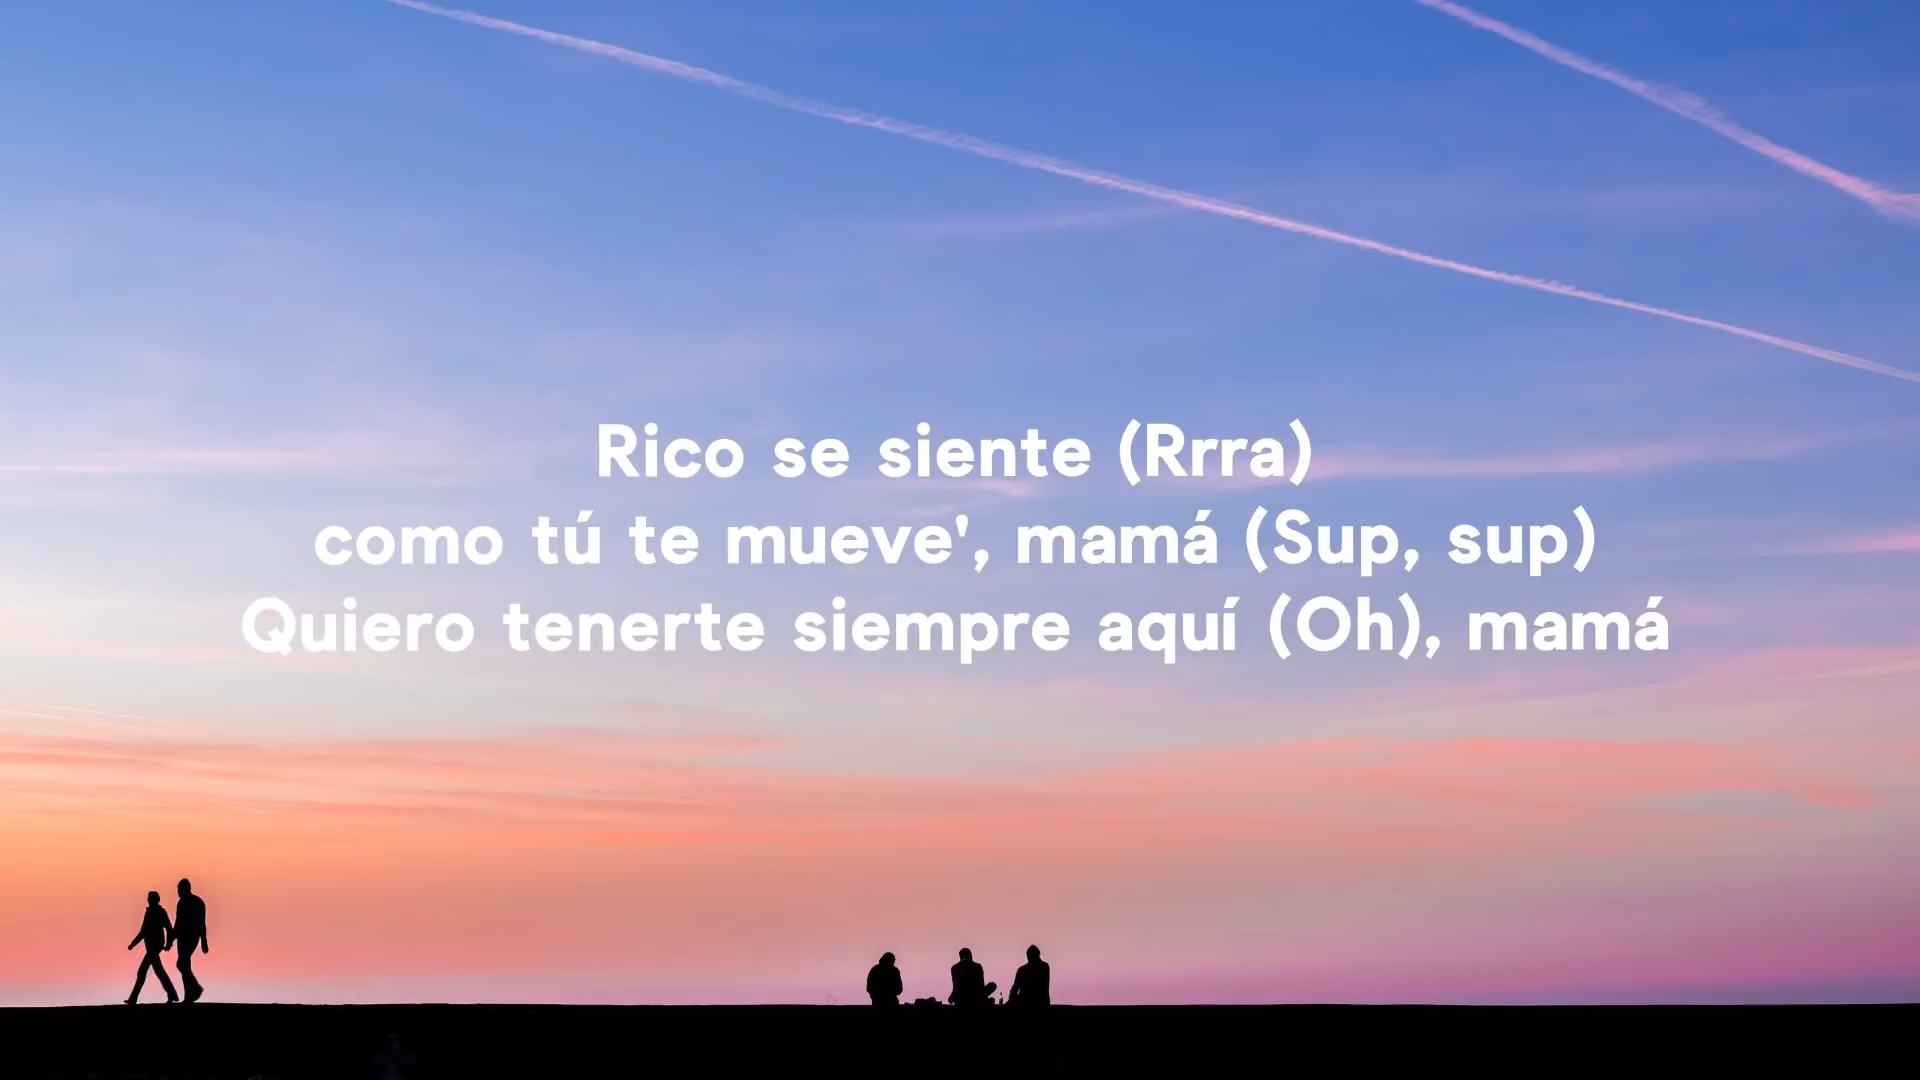 Rico se siente (Rrra)
como tú te mueve', mamá (Sup, sup)
Quiero tenerte siempre aquí (Oh), mamá